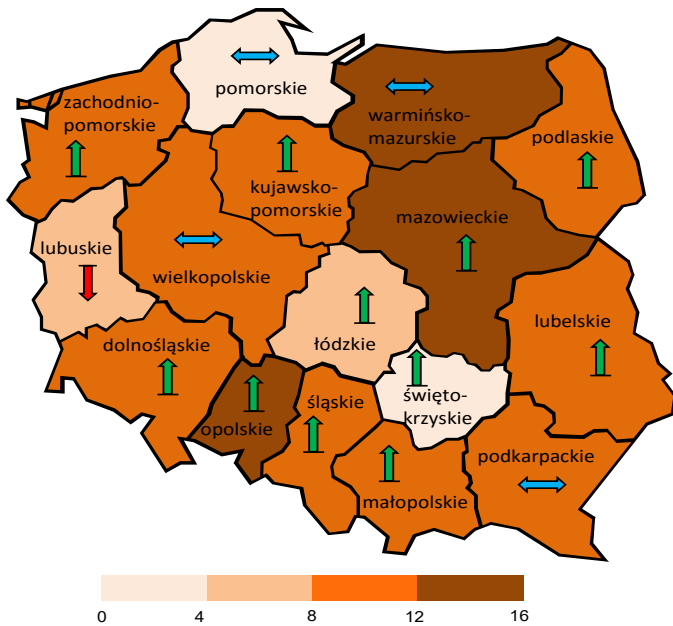 pomorskie
zachodnio-
pomorskie
warmińsko-
mazurskie
podlaskie
kujawsko-
pomorskie
mazowieckie
lubuskie
wielkopolskie
lubelskie
dolnośląskie
łódzkie
święto-
krzyskie
opolskie
śląskie
podkarpackie
małopolskie
0 4 8 12 16